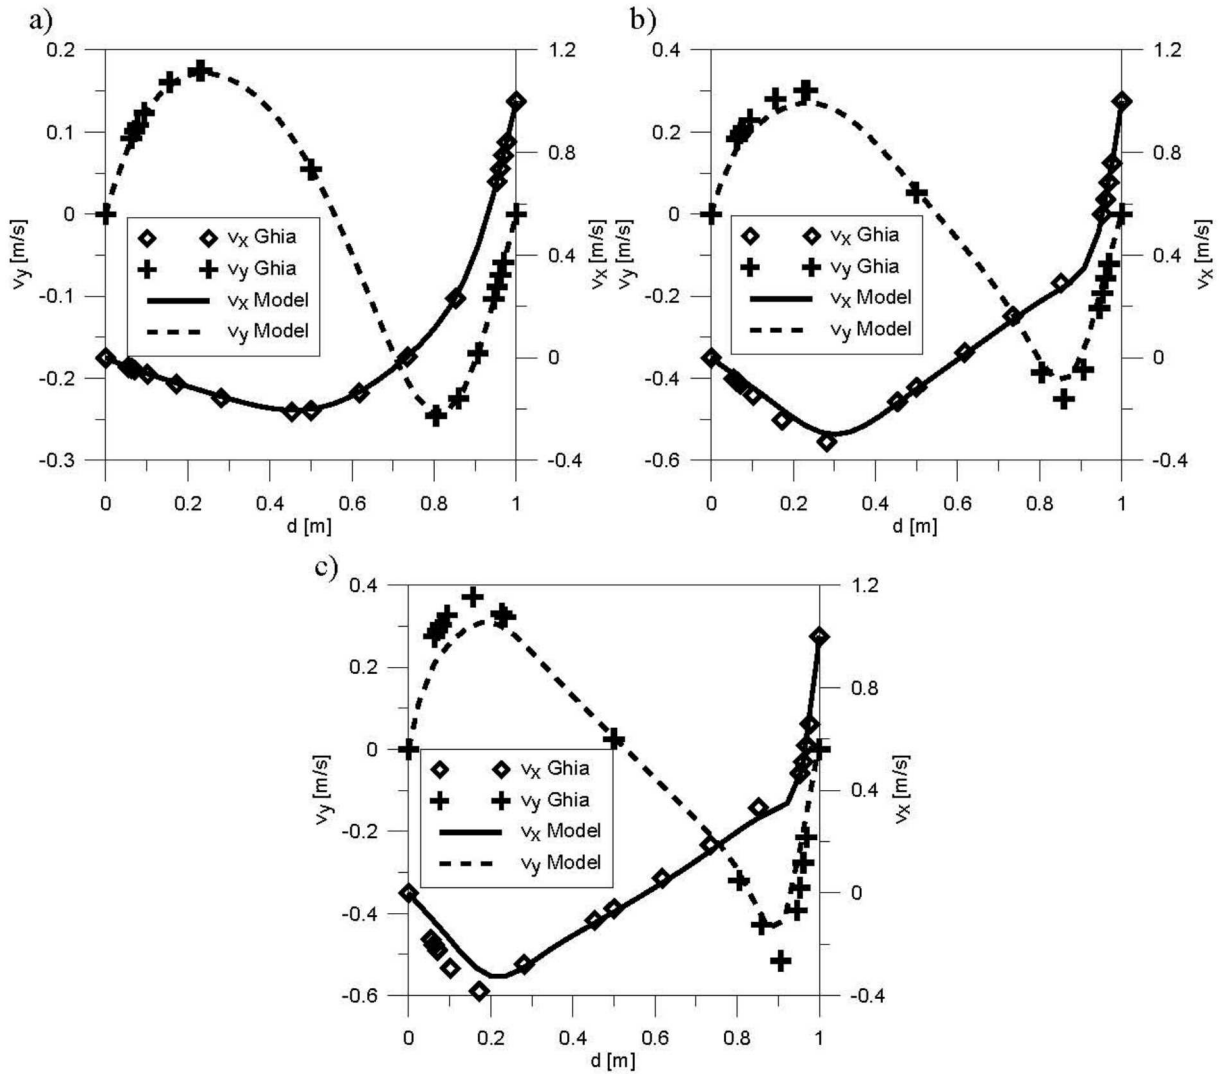 a)
0.2
0.1
0
-0.1
-0.2
-0.3
vy [m/s]
1.2
0.8
0.4
0
-0.4
vx [m/s]
vx Ghia
vy Ghia
vx Model
vy Model
0 0.2 0.4 0.6 0.8 1
d [m]
b)
0.4
0.2
0
-0.2
-0.4
-0.6
vy [m/s]
1.2
0.8
0.4
0
-0.4
vx [m/s]
vx Ghia
vy Ghia
vx Model
vy Model
0 0.2 0.4 0.6 0.8 1
d [m]
c)
0.4
0.2
0
-0.2
-0.4
-0.6
vy [m/s]
1.2
0.8
0.4
0
-0.4
vx [m/s]
vx Ghia
vy Ghia
vx Model
vy Model
0 0.2 0.4 0.6 0.8 1
d [m]